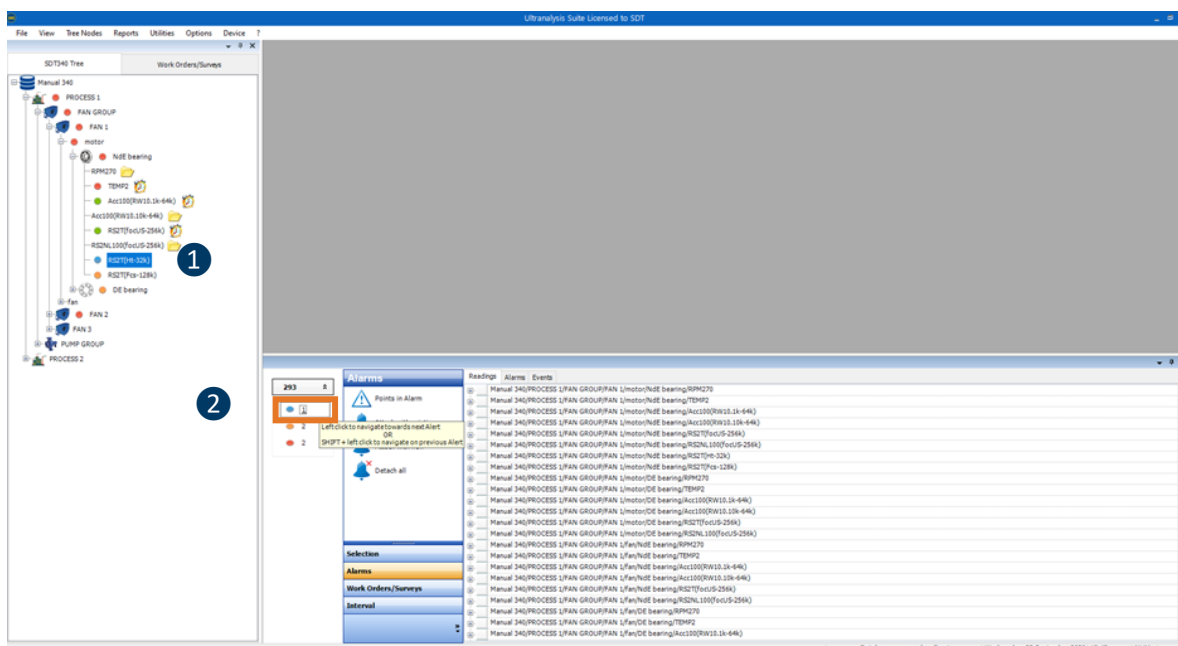 Ultranalysis Suite Licensed to SDT
File View Tree Nodes Reports Utilities Options Device ?
SDT340 Tree
Work Orders/Surveys
Manual 340
PROCESS 1
FAN GROUP
FAN 1
motor
NdE bearing
RPM270
TEMP2
Acc100(RW10.1k-64k)
Acc100(RW10.10k-64k)
RS2T(focUS-256k)
RS2NL100(focUS-256k)
RS2T(Ht-32k)
RS2T(Fcs-128k)
DE bearing
fan
FAN 2
FAN 3
PUMP GROUP
PROCESS 2
1
2
293
1
2
2
Left click to navigate towards next Alert
OR
SHIFT + left click to navigate on previous Alert
Alarms
Points in Alarm
Detach all
Selection
Alarms
Work Orders/Surveys
Interval
Readings Alarms Events
Manual 340/PROCESS 1/FAN GROUP/FAN 1/motor/NdE bearing/RPM270
Manual 340/PROCESS 1/FAN GROUP/FAN 1/motor/NdE bearing/TEMP2
Manual 340/PROCESS 1/FAN GROUP/FAN 1/motor/NdE bearing/Acc100(RW10.1k-64k)
Manual 340/PROCESS 1/FAN GROUP/FAN 1/motor/NdE bearing/Acc100(RW10.10k-64k)
Manual 340/PROCESS 1/FAN GROUP/FAN 1/motor/NdE bearing/RS2T(focUS-256k)
Manual 340/PROCESS 1/FAN GROUP/FAN 1/motor/NdE bearing/RS2NL100(focUS-256k)
Manual 340/PROCESS 1/FAN GROUP/FAN 1/motor/NdE bearing/RS2T(Ht-32k)
Manual 340/PROCESS 1/FAN GROUP/FAN 1/motor/NdE bearing/RS2T(Fcs-128k)
Manual 340/PROCESS 1/FAN GROUP/FAN 1/motor/DE bearing/RPM270
Manual 340/PROCESS 1/FAN GROUP/FAN 1/motor/DE bearing/TEMP2
Manual 340/PROCESS 1/FAN GROUP/FAN 1/motor/DE bearing/Acc100(RW10.1k-64k)
Manual 340/PROCESS 1/FAN GROUP/FAN 1/motor/DE bearing/Acc100(RW10.10k-64k)
Manual 340/PROCESS 1/FAN GROUP/FAN 1/motor/DE bearing/RS2T(focUS-256k)
Manual 340/PROCESS 1/FAN GROUP/FAN 1/motor/DE bearing/RS2NL100(focUS-256k)
Manual 340/PROCESS 1/FAN GROUP/FAN 1/fan/NdE bearing/RPM270
Manual 340/PROCESS 1/FAN GROUP/FAN 1/fan/NdE bearing/TEMP2
Manual 340/PROCESS 1/FAN GROUP/FAN 1/fan/NdE bearing/Acc100(RW10.1k-64k)
Manual 340/PROCESS 1/FAN GROUP/FAN 1/fan/NdE bearing/Acc100(RW10.10k-64k)
Manual 340/PROCESS 1/FAN GROUP/FAN 1/fan/NdE bearing/RS2T(focUS-256k)
Manual 340/PROCESS 1/FAN GROUP/FAN 1/fan/NdE bearing/RS2NL100(focUS-256k)
Manual 340/PROCESS 1/FAN GROUP/FAN 1/fan/DE bearing/RPM270
Manual 340/PROCESS 1/FAN GROUP/FAN 1/fan/DE bearing/TEMP2
Manual 340/PROCESS 1/FAN GROUP/FAN 1/fan/DE bearing/Acc100(RW10.1k-64k)